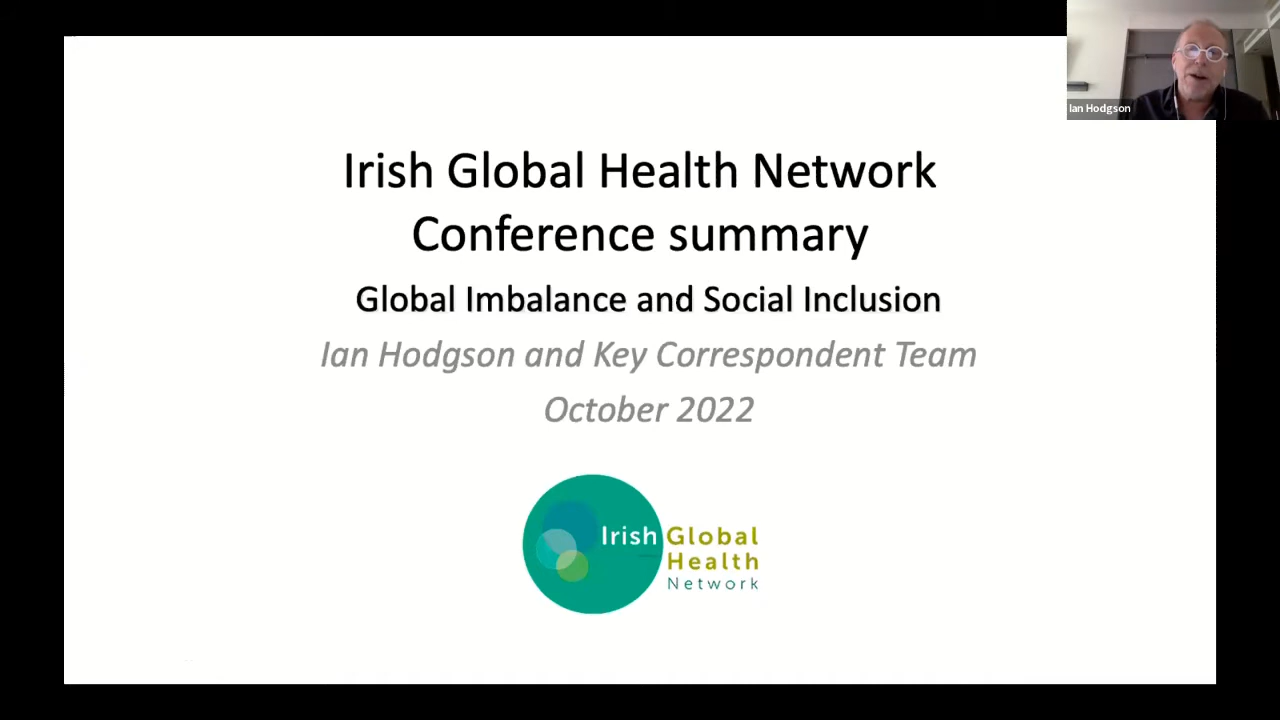 Ian Hodgson
Irish Global Health Network
Conference summary
Global Imbalance and Social Inclusion
Ian Hodgson and Key Correspondent Team
October 2022
Irish Global
Health
Network